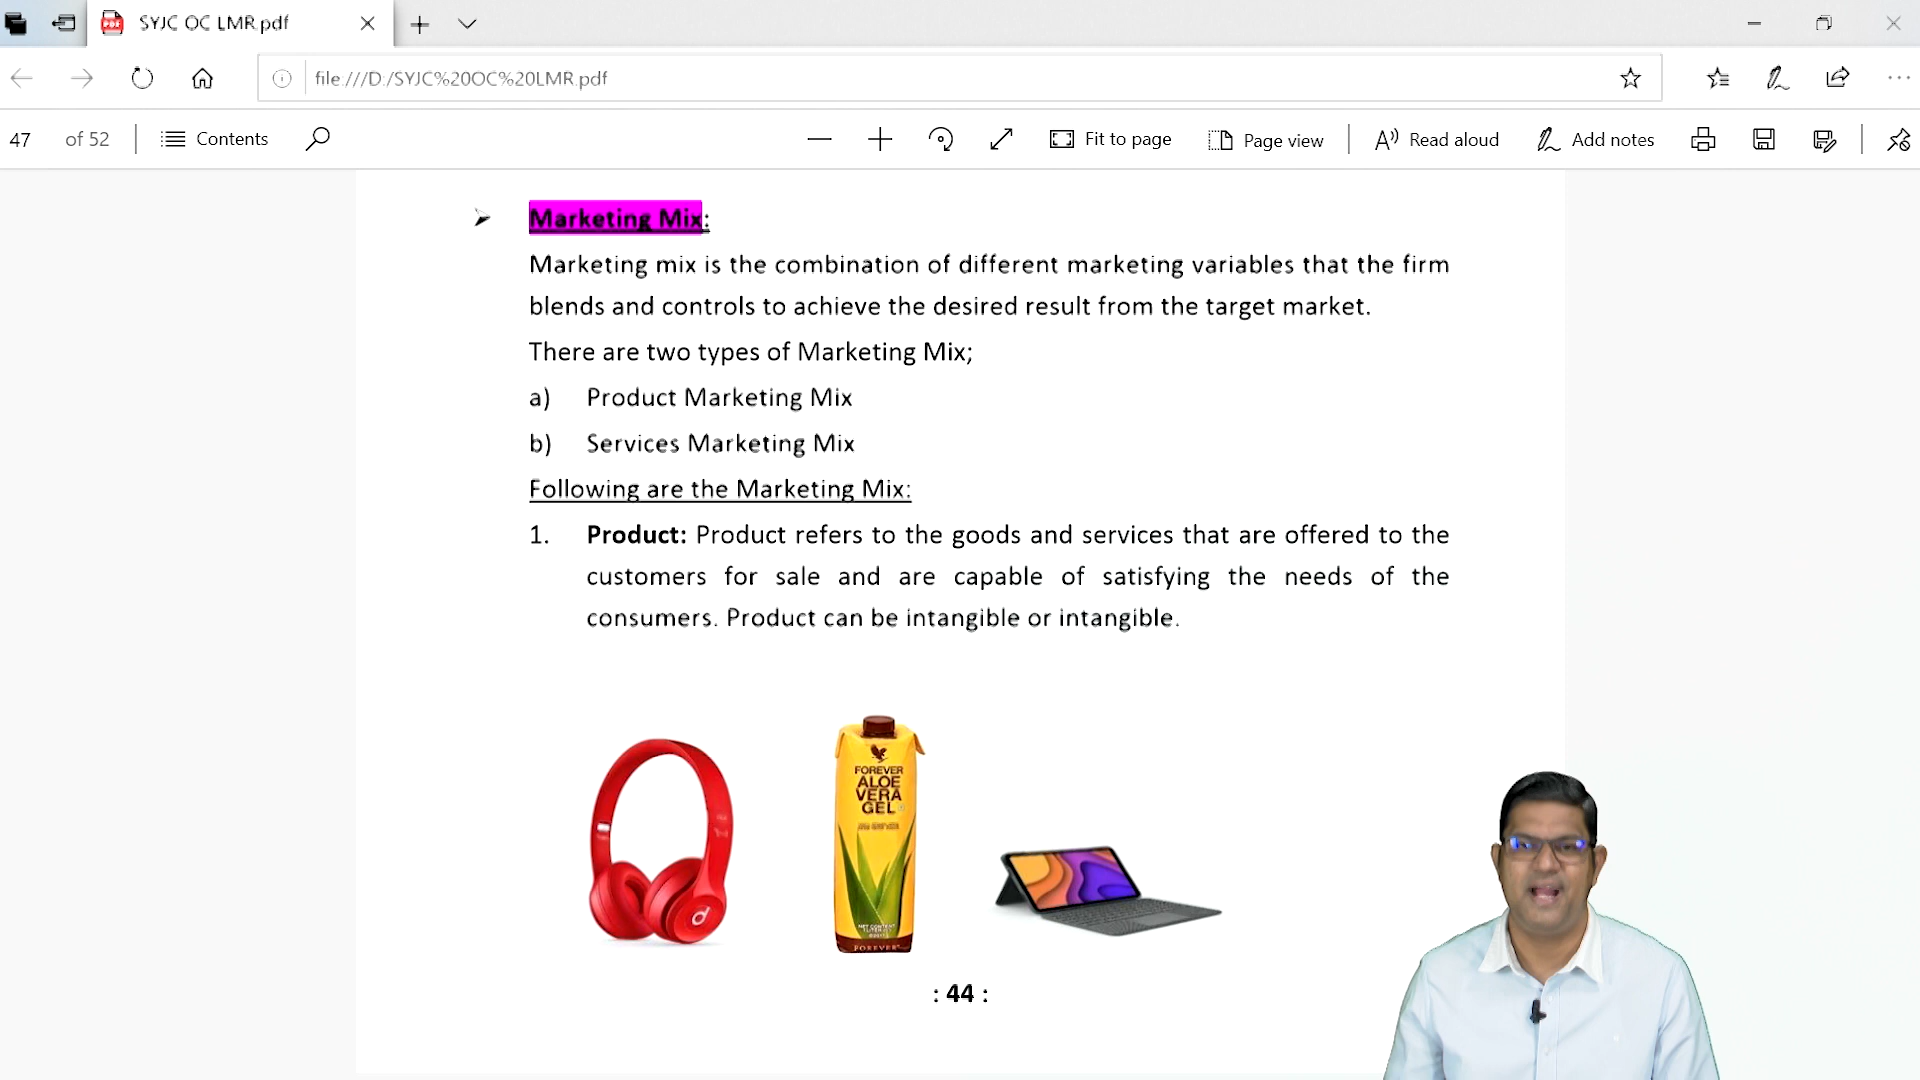 SYJC OC LMR.pdf
file:///D:/SYJC%20OC%20LMR.pdf
47 of 52 Contents Fit to page Page view Read aloud Add notes
Marketing Mix:
Marketing mix is the combination of different marketing variables that the firm
blends and controls to achieve the desired result from the target market.
There are two types of Marketing Mix;
a) Product Marketing Mix
b) Services Marketing Mix
Following are the Marketing Mix:
1. Product: Product refers to the goods and services that are offered to the
customers for sale and are capable of satisfying the needs of the
consumers. Product can be intangible or intangible.
FOREVER
ALOE
VERA
GEL
NET CONTENT
FOREVER
: 44 :